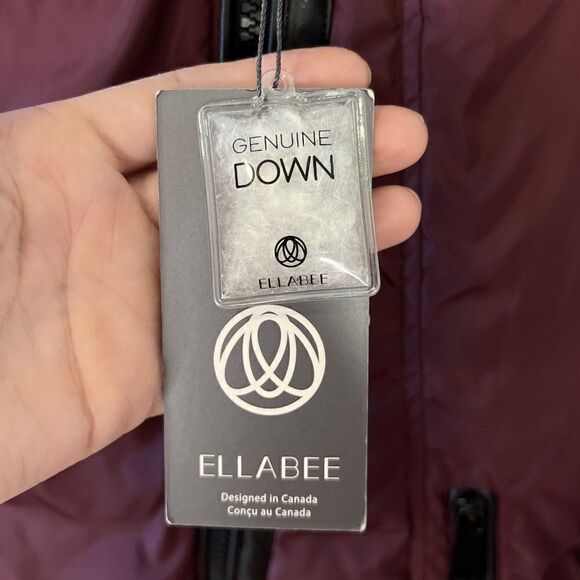 GENUINE
DOWN
ELLABEE
ELLABEE
Designed in Canada
Conçu au Canada